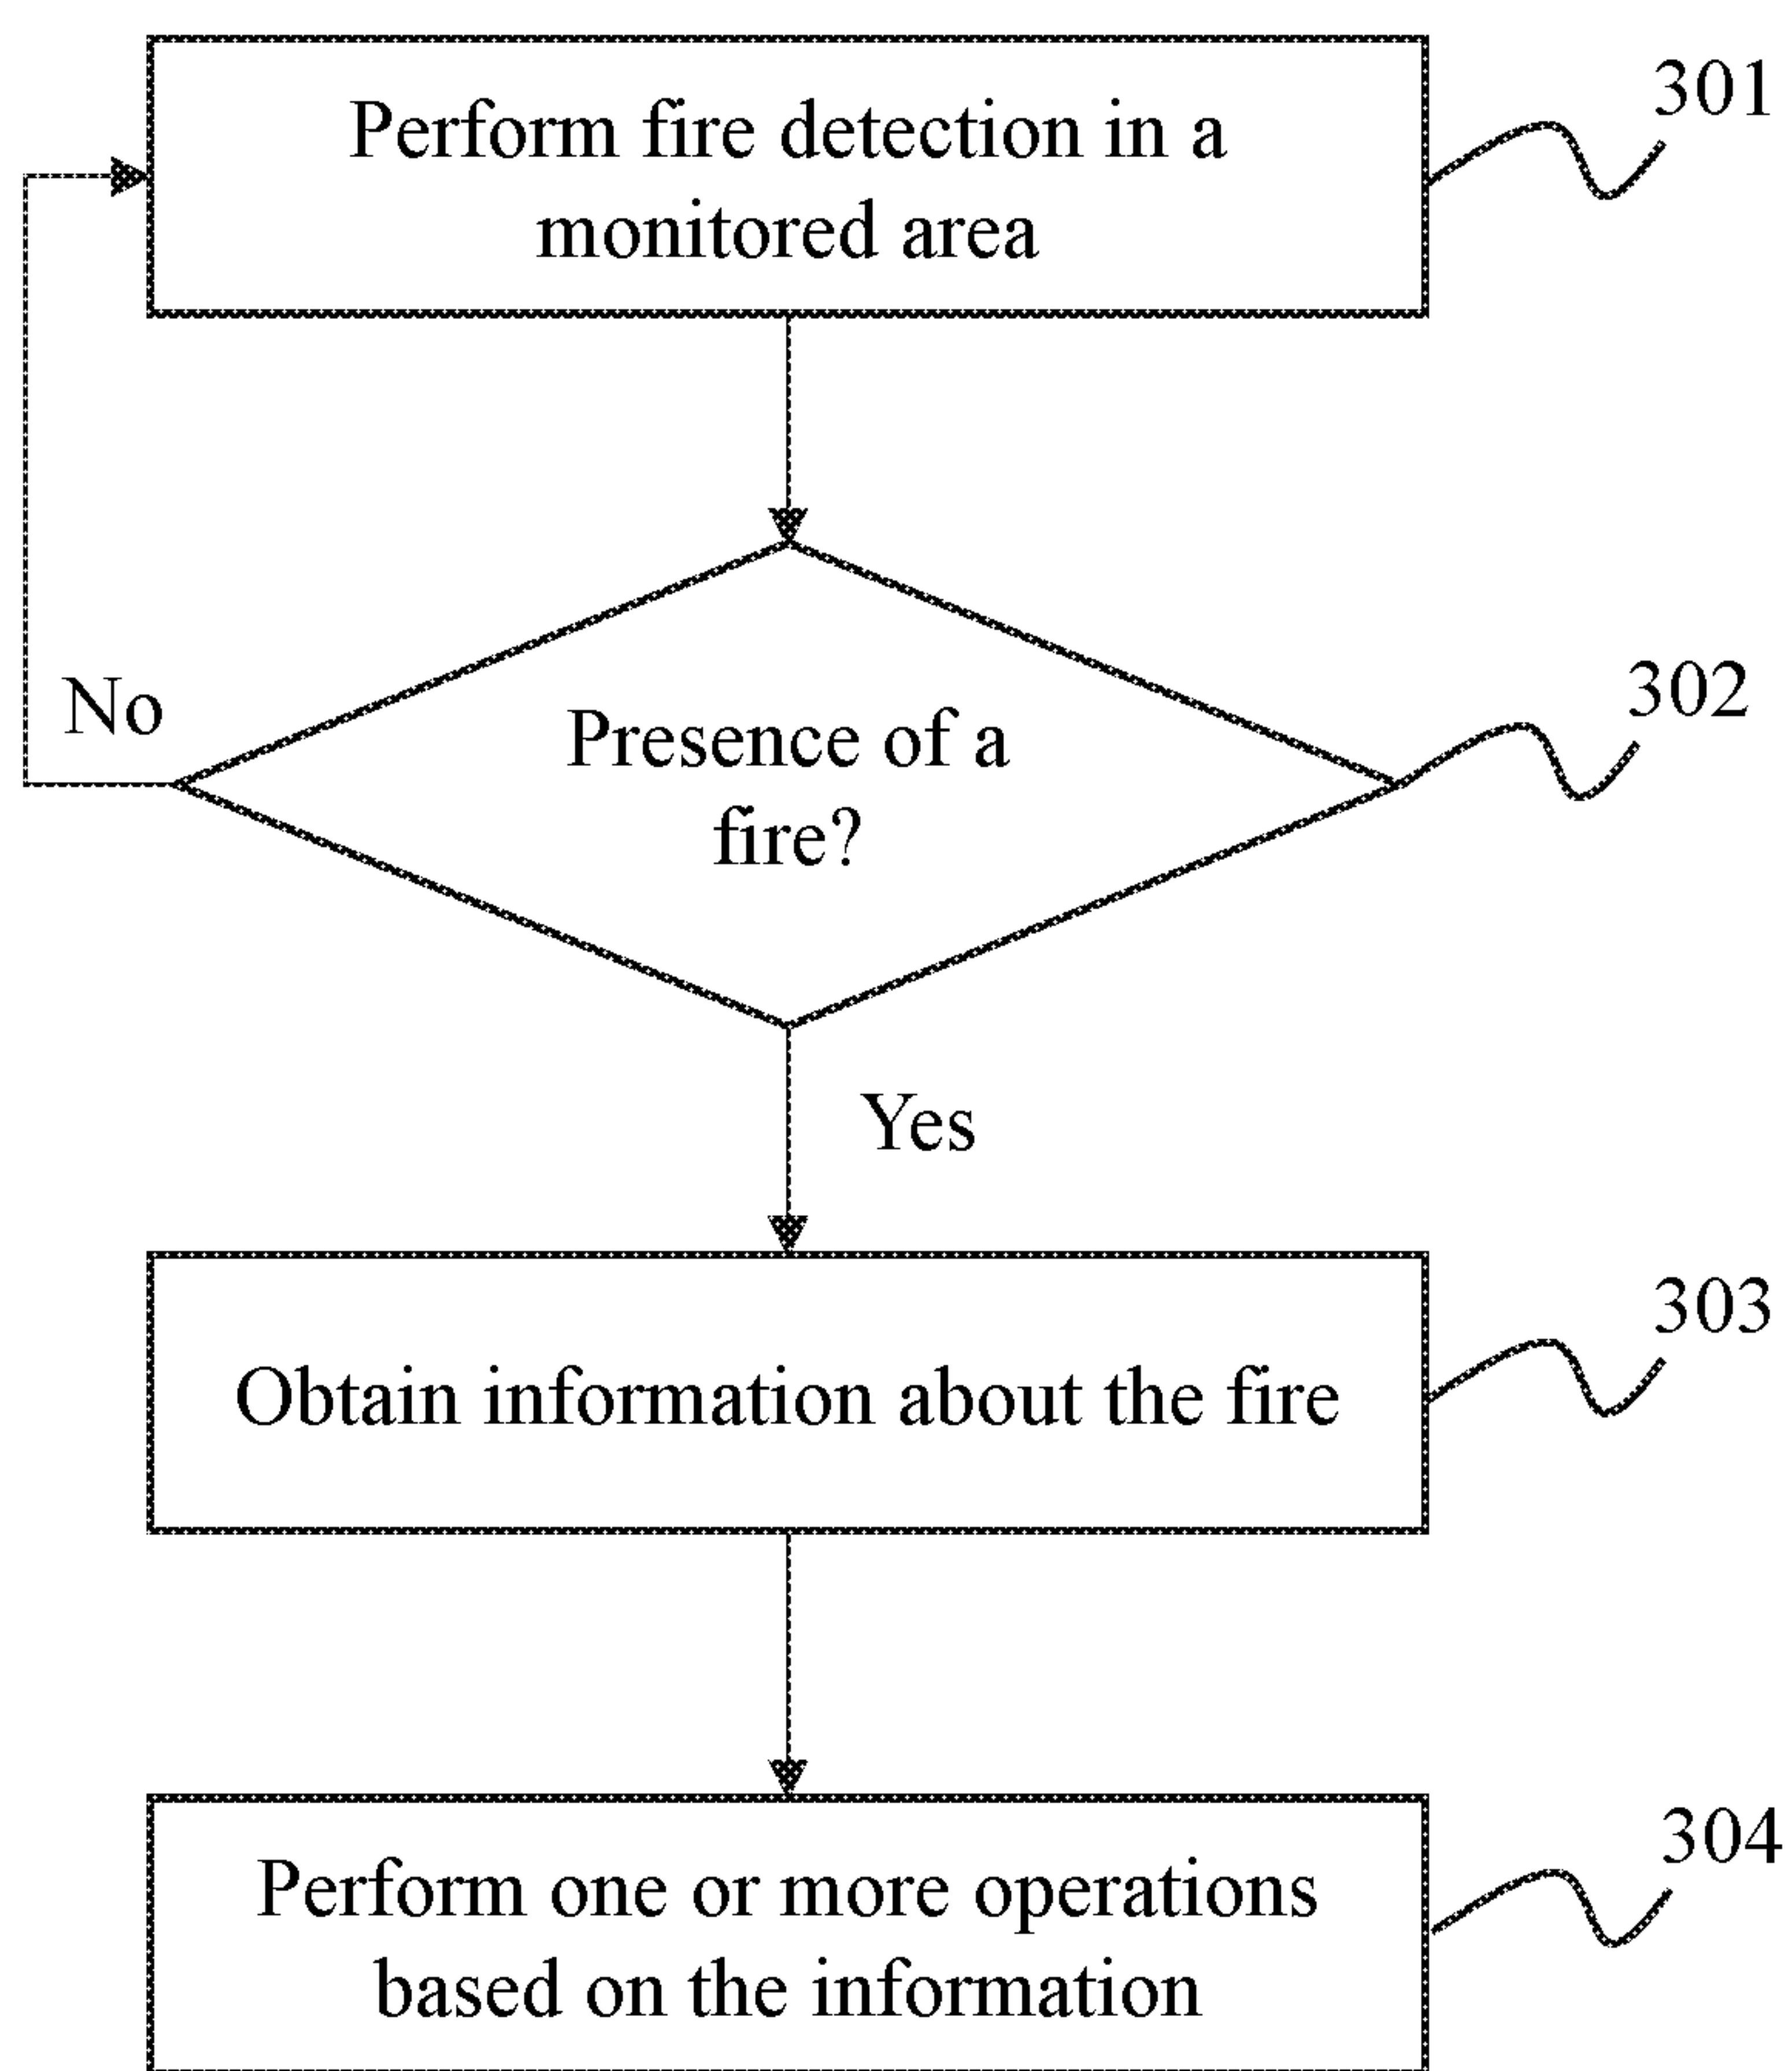 Perform fire detection in a
monitored area
301
Presence of a
fire?
302
No
Yes
Obtain information about the fire
303
Perform one or more operations
based on the information
304